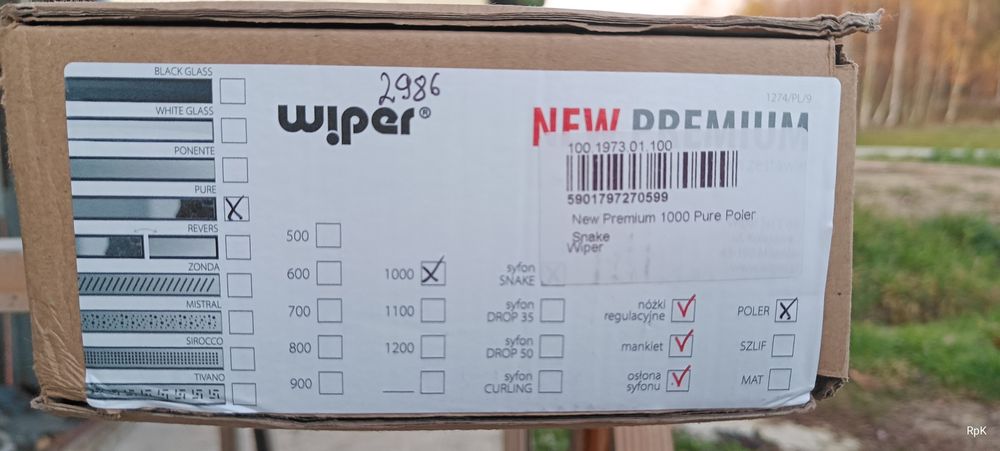 2986
wiper®
NEW PREMIUM
1274/PL/9
100 1973.01.100
5901797270599
New Premium 1000 Pure Poler
Snake
Wiper
BLACK GLASS
WHITE GLASS
PONENTE
PURE X
REVERS
ZONDA
MISTRAL
SIROCCO
TIVANO
500
600
700
800
900
1000 X
1100
1200
syfon
SNAKE
syfon
DROP 35
syfon
DROP 50
syfon
CURLING
nóżki
regulacyjne
mankiet
osłona
syfonu
POLER X
SZLIF
MAT
RpK